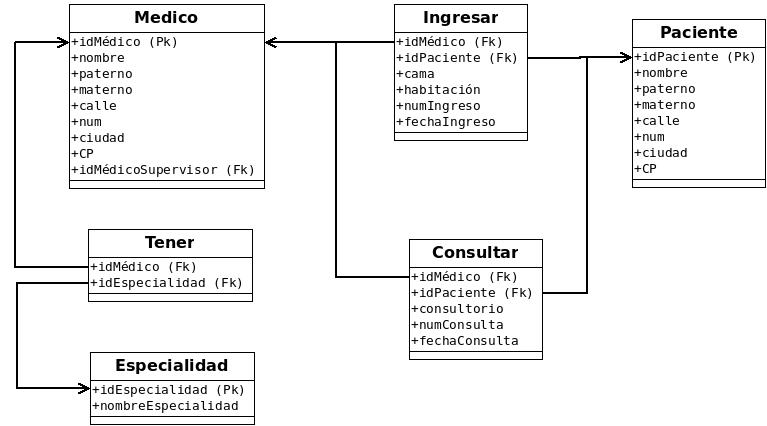 Medico
+idMédico (Pk)
+nombre
+paterno
+materno
+calle
+num
+ciudad
+CP
+idMédicoSupervisor (Fk)
Ingresar
+idMédico (Fk)
+idPaciente (Fk)
+cama
+habitación
+numIngreso
+fechaIngreso
Paciente
+idPaciente (Pk)
+nombre
+paterno
+materno
+calle
+num
+ciudad
+CP
Tener
+idMédico (Fk)
+idEspecialidad (Fk)
Consultar
+idMédico (Fk)
+idPaciente (Fk)
+consultorio
+numConsulta
+fechaConsulta
Especialidad
+idEspecialidad (Pk)
+nombreEspecialidad